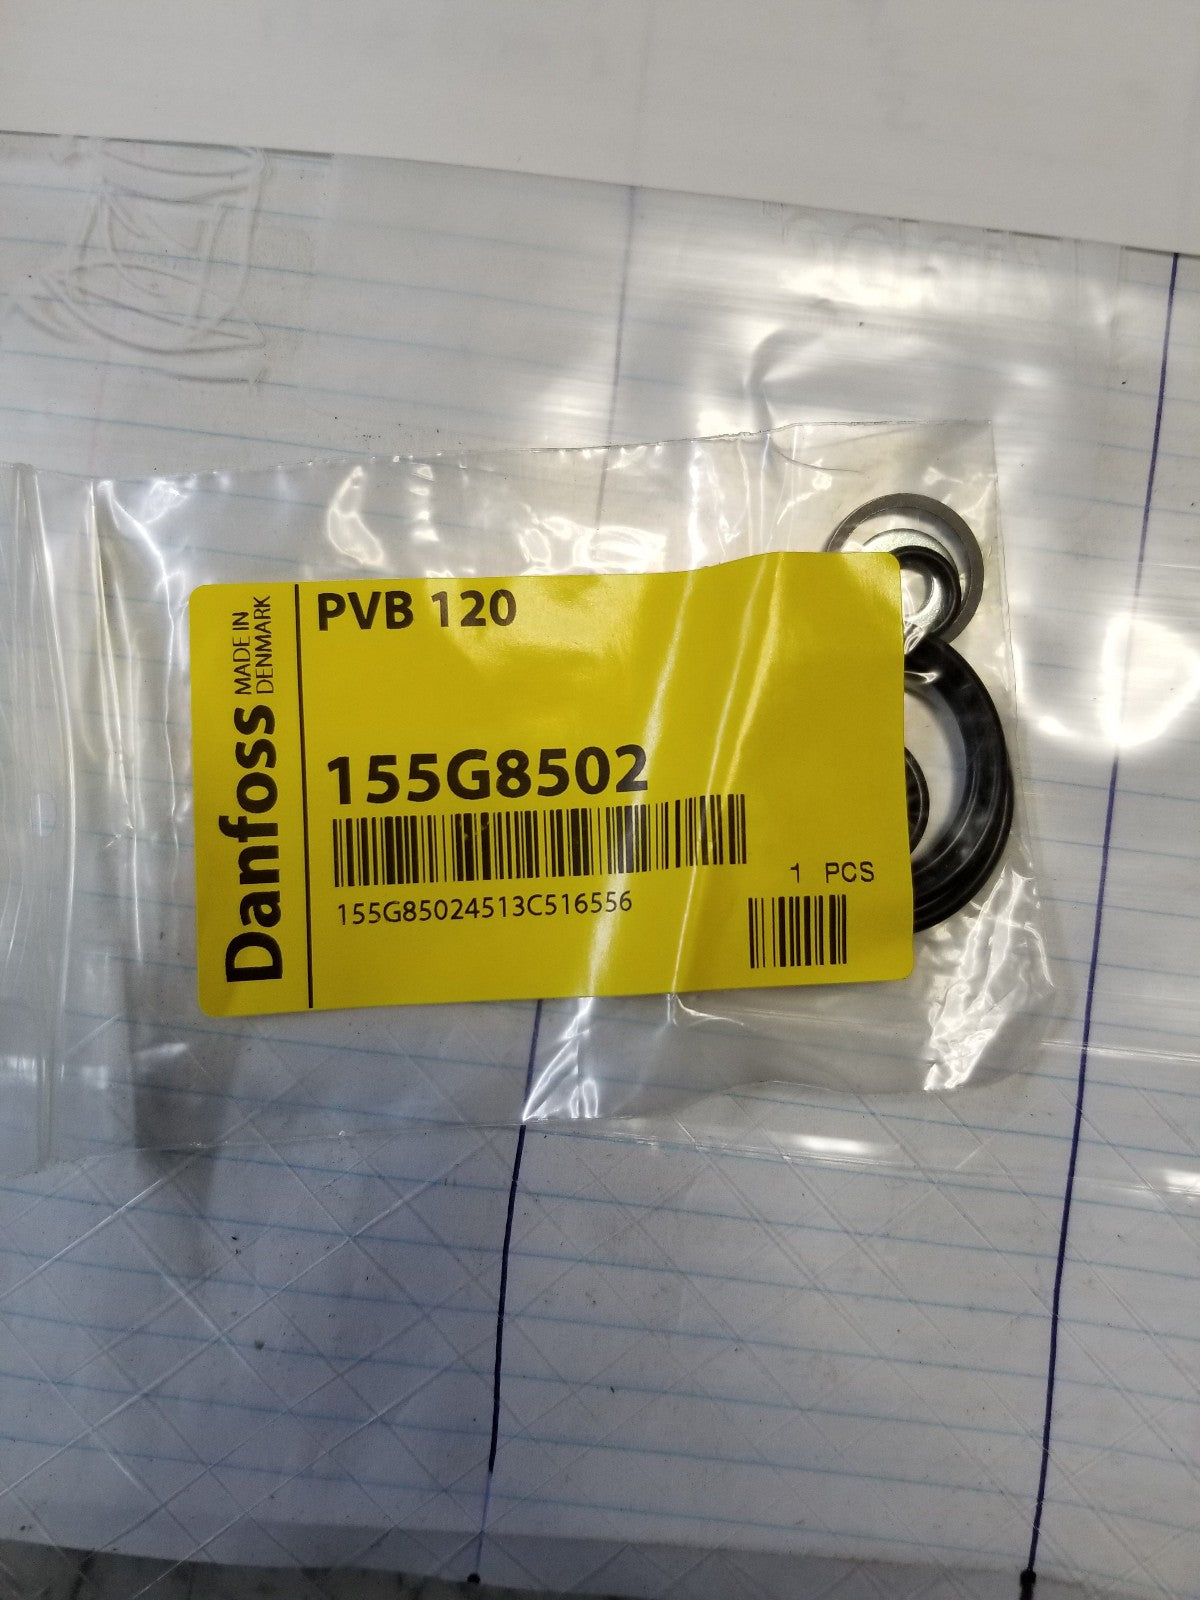 Danfoss
MADE IN
DENMARK
PVB 120
155G8502
155G85024513C516556
1 PCS